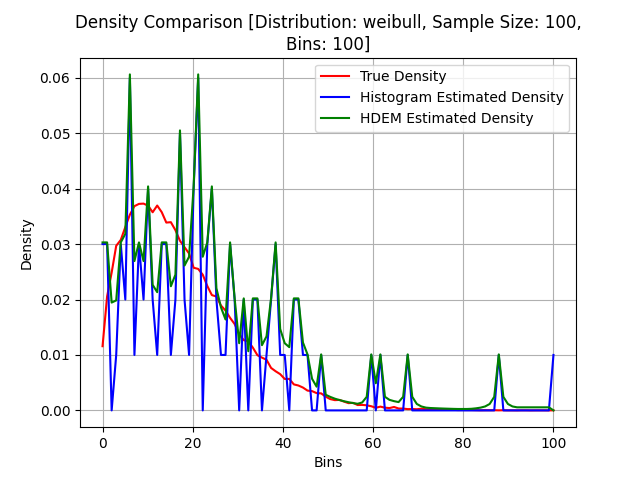 Density Comparison [Distribution: weibull, Sample Size: 100,
Bins: 100]
True Density
Histogram Estimated Density
HDEM Estimated Density
Density
0.06
0.05
0.04
0.03
0.02
0.01
0.00
0 20 40 60 80 100
Bins